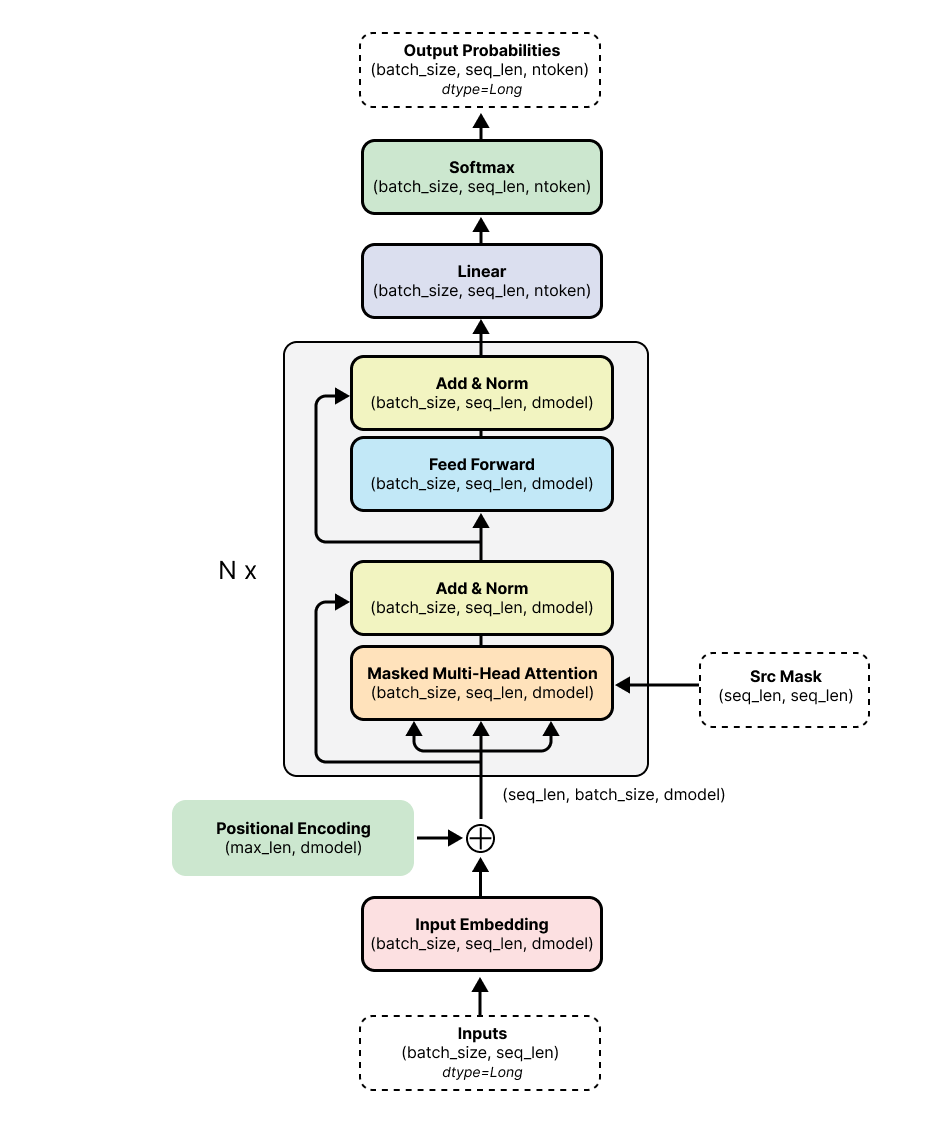 Output Probabilities
(batch_size, seq_len, ntoken)
dtype=Long
Softmax
(batch_size, seq_len, ntoken)
Linear
(batch_size, seq_len, ntoken)
Add & Norm
(batch_size, seq_len, dmodel)
Feed Forward
(batch_size, seq_len, dmodel)
N x
Add & Norm
(batch_size, seq_len, dmodel)
Masked Multi-Head Attention
(batch_size, seq_len, dmodel)
Src Mask
(seq_len, seq_len)
(seq_len, batch_size, dmodel)
Positional Encoding
(max_len, dmodel)
Input Embedding
(batch_size, seq_len, dmodel)
Inputs
(batch_size, seq_len)
dtype=Long